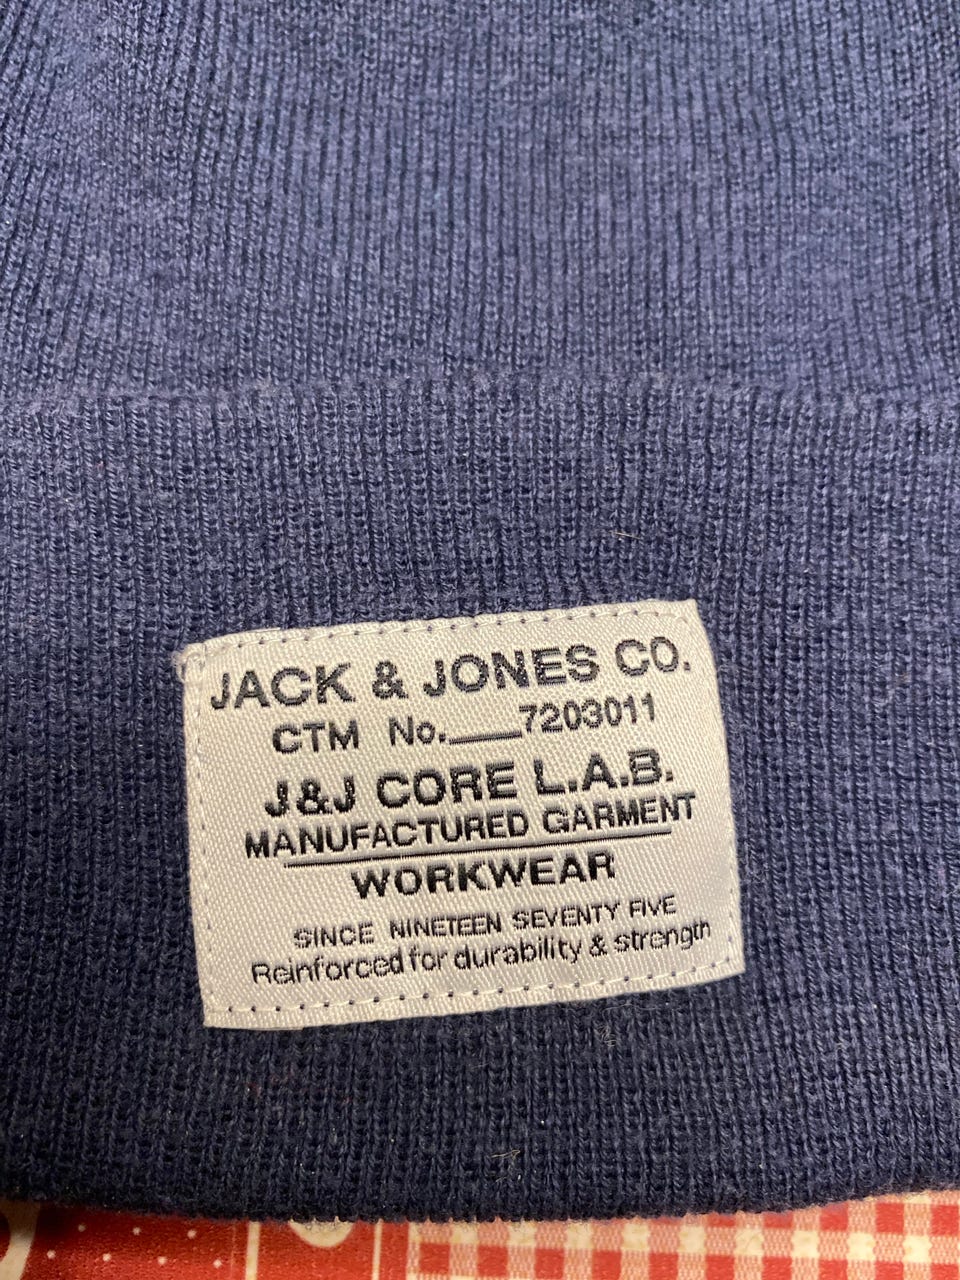 JACK & JONES CO.
CTM No.____7203011
J&J CORE L.A.B.
MANUFACTURED GARMENT
WORKWEAR
SINCE NINETEEN SEVENTY FIVE
Reinforced for durability & strength